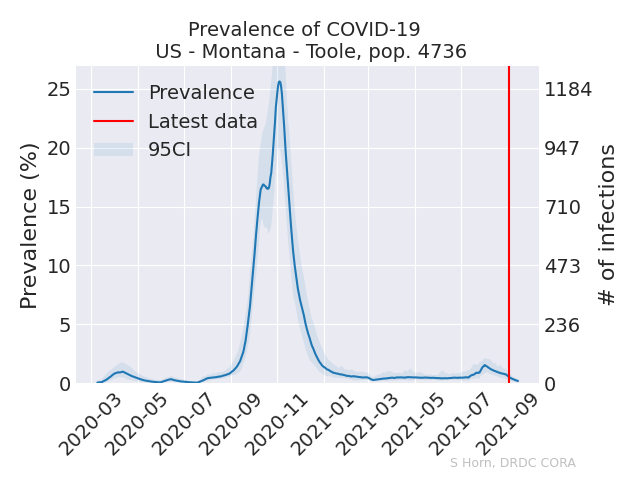 Prevalence of COVID-19
US - Montana - Toole, pop. 4736
Prevalence (%)
25
20
15
10
5
0
Prevalence
Latest data
95CI
1184
947
710
473
236
0
# of infections
2020-03
2020-05
2020-07
2020-09
2020-11
2021-01
2021-03
2021-05
2021-07
2021-09
S Horn, DRDC CORA